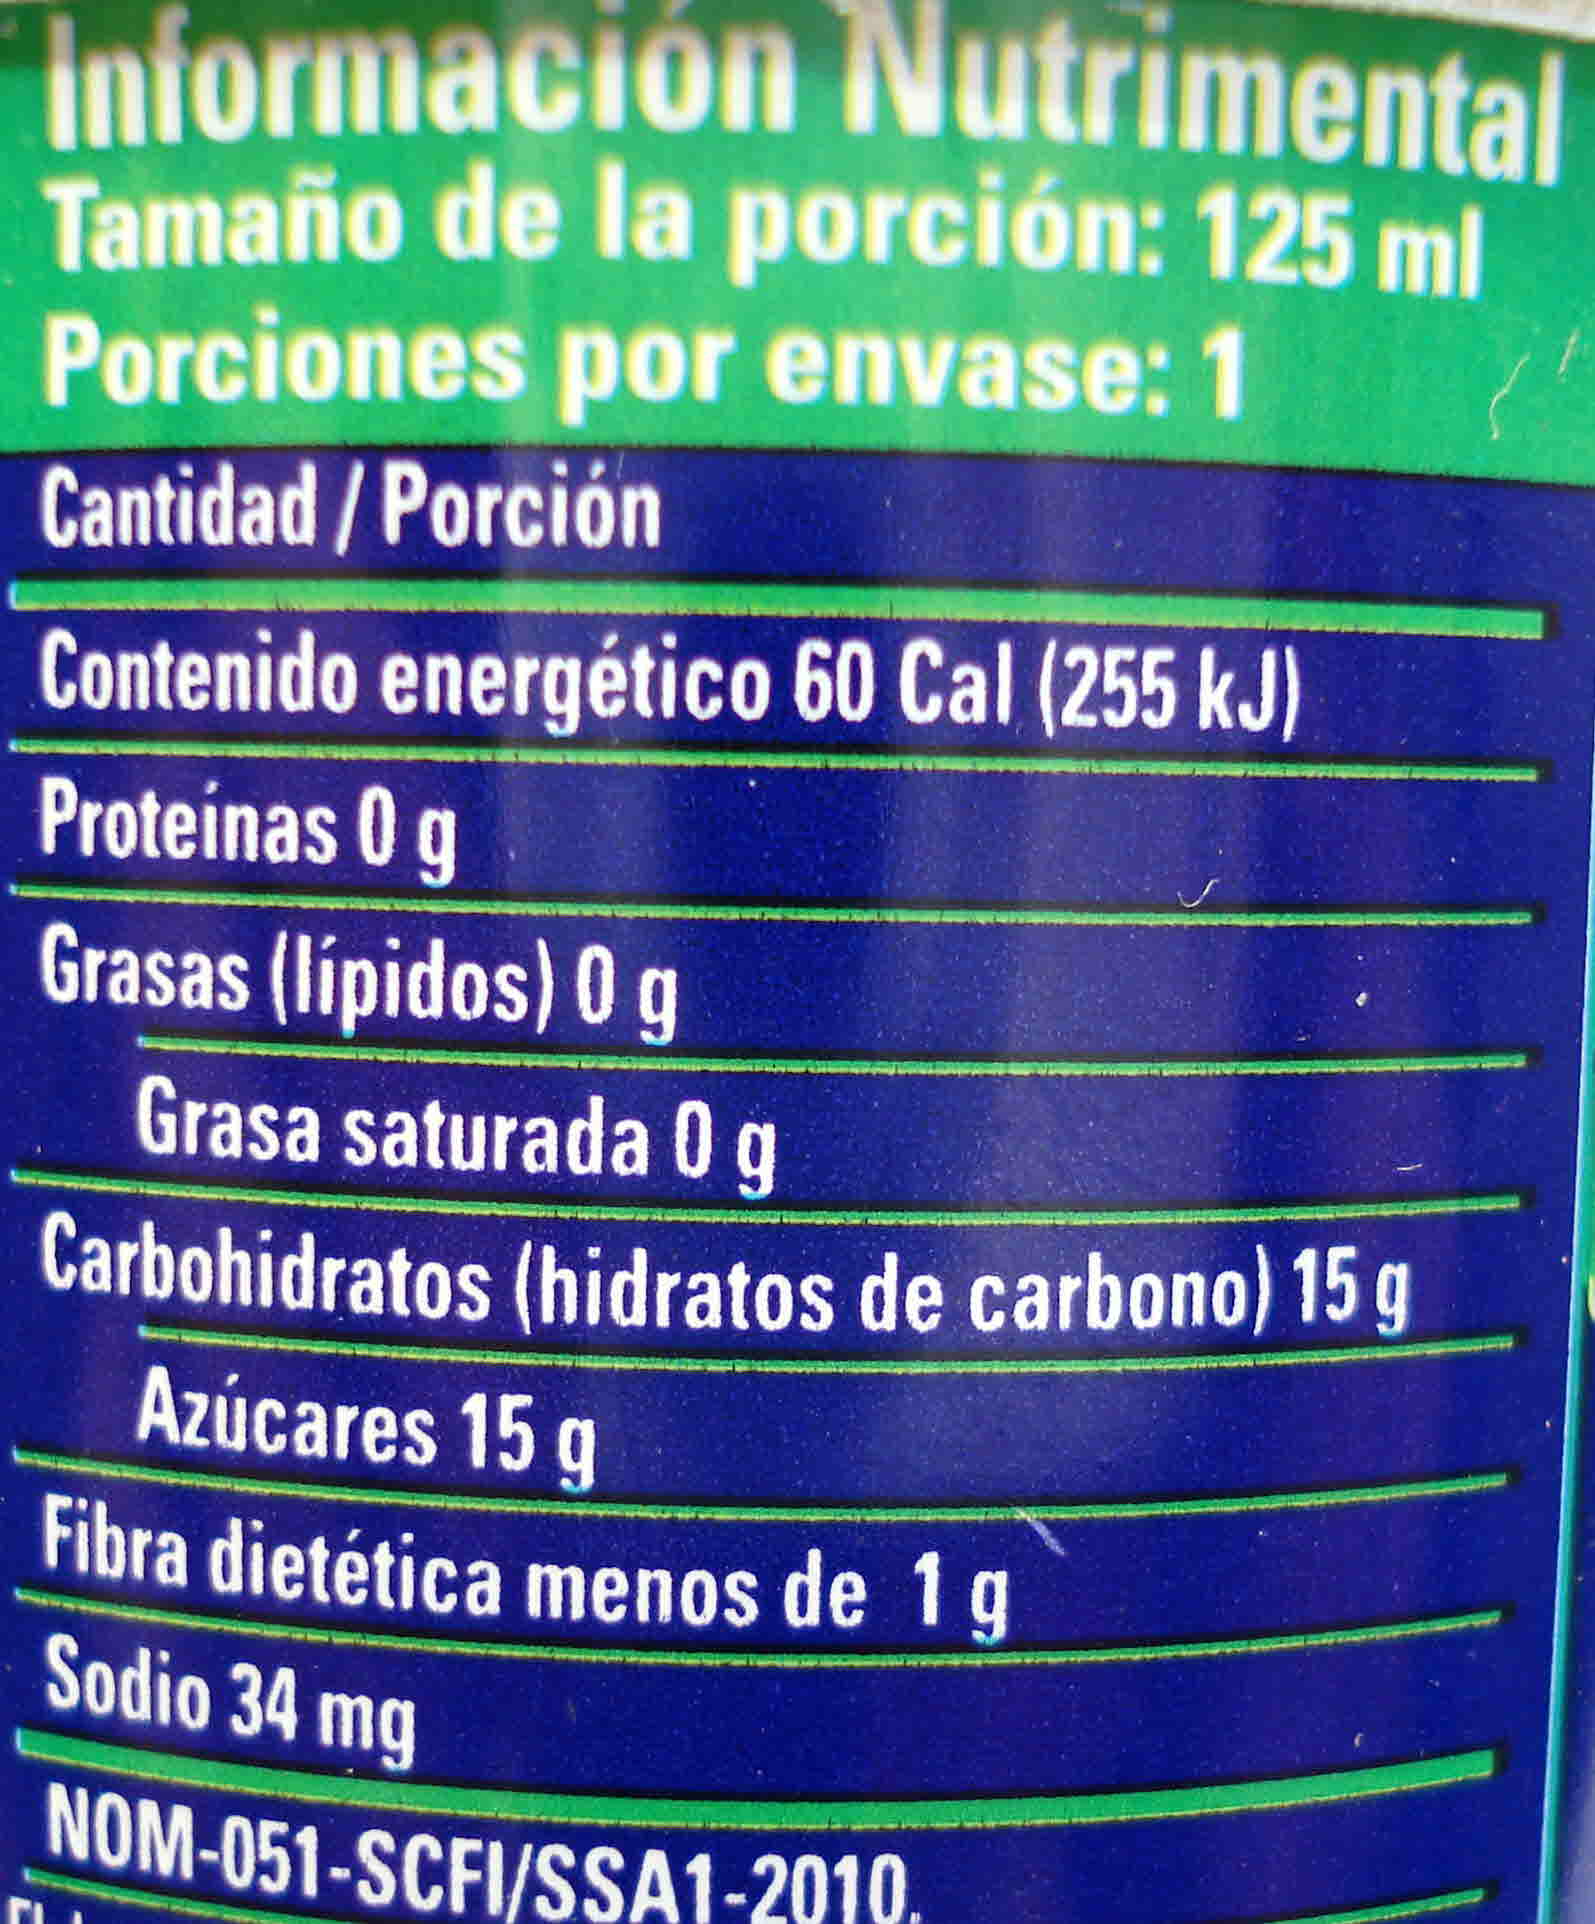 Información Nutrimental
Tamaño de la porción: 125 ml
Porciones por envase: 1
Cantidad / Porción
Contenido energético 60 Cal (255 kJ)
Proteínas 0 g
Grasas (lípidos) 0 g
Grasa saturada 0 g
Carbohidratos (hidratos de carbono) 15 g
Azúcares 15 g
Fibra dietética menos de 1 g
Sodio 34 mg
NOM-051-SCFI/SSA1-2010.